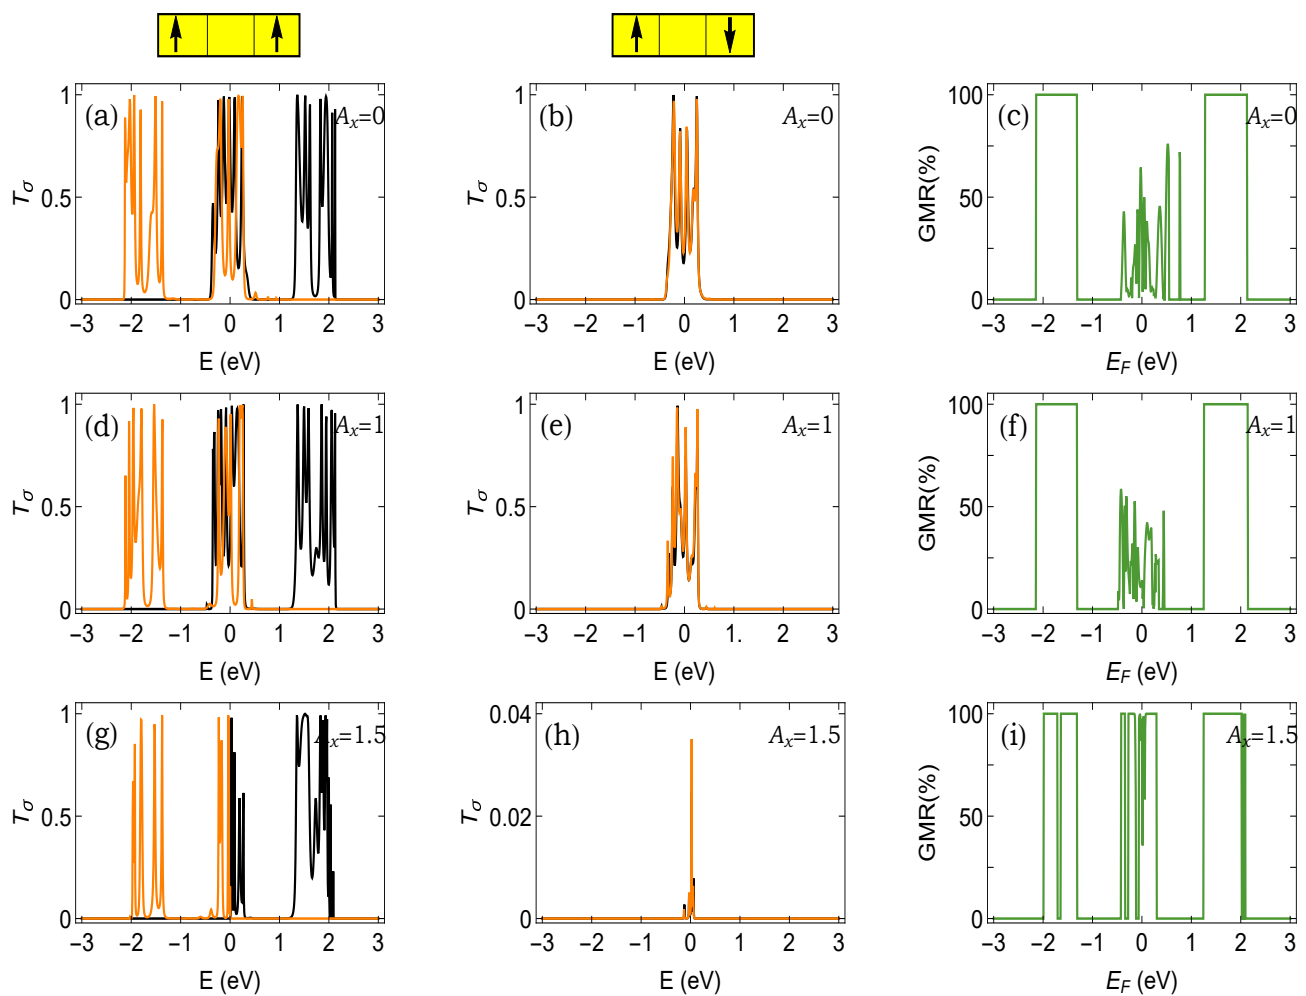 (a)
A_x=0
T_σ
1
0.5
0
−3 −2 −1 0 1 2 3
E (eV)
(b)
A_x=0
T_σ
1
0.5
0
−3 −2 −1 0 1 2 3
E (eV)
(c)
A_x=0
GMR(%)
100
50
0
−3 −2 −1 0 1 2 3
E_F (eV)
(d)
A_x=1
T_σ
1
0.5
0
−3 −2 −1 0 1 2 3
E (eV)
(e)
A_x=1
T_σ
1
0.5
0
−3 −2 −1 0 1. 2 3
E (eV)
(f)
A_x=1
GMR(%)
100
50
0
−3 −2 −1 0 1 2 3
E_F (eV)
(g)
A_x=1.5
T_σ
1
0.5
0
−3 −2 −1 0 1 2 3
E (eV)
(h)
A_x=1.5
T_σ
0.04
0.02
0
−3 −2 −1 0 1 2 3
E (eV)
(i)
A_x=1.5
GMR(%)
100
50
0
−3 −2 −1 0 1 2 3
E_F (eV)